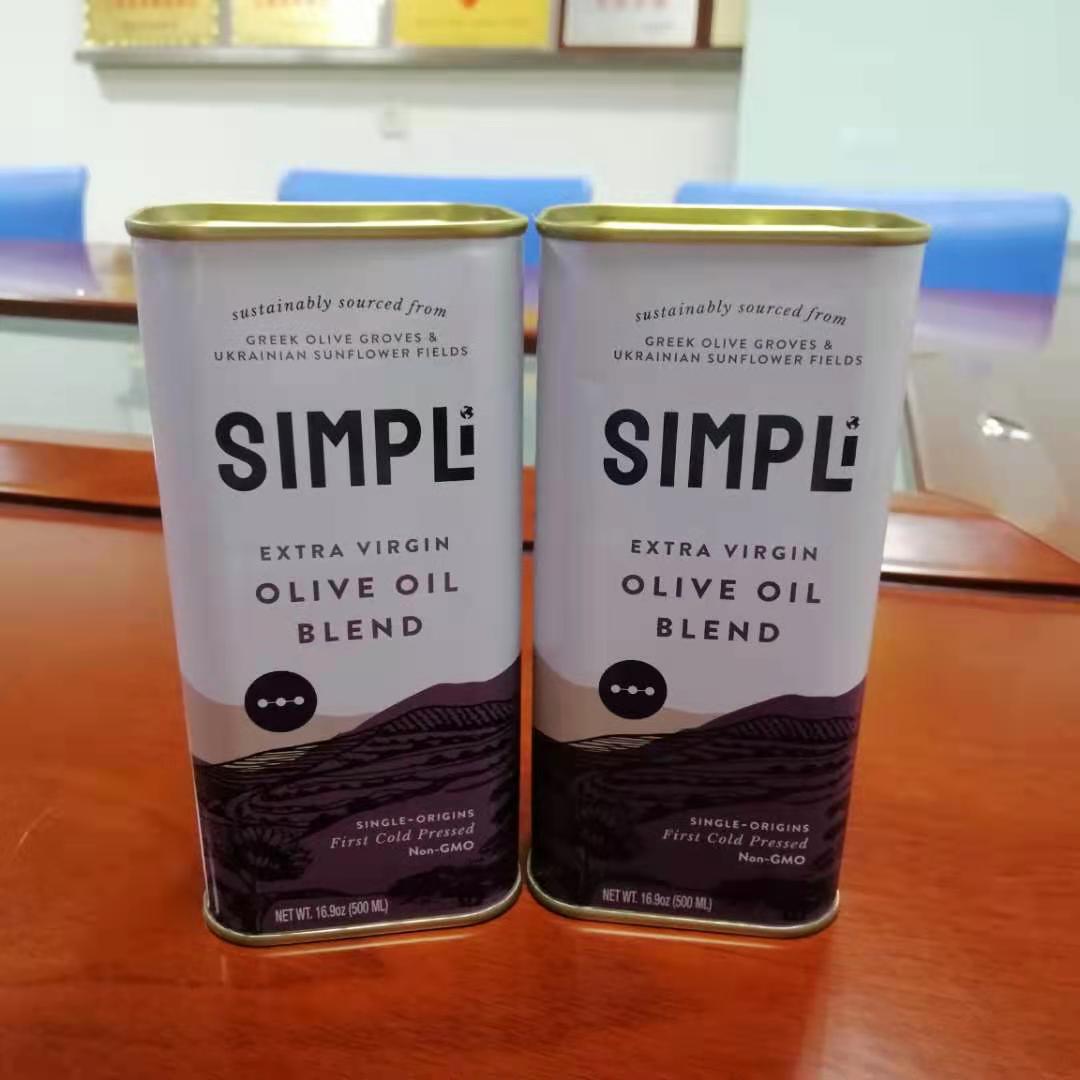 sustainably sourced from
GREEK OLIVE GROVES &
UKRAINIAN SUNFLOWER FIELDS
SIMPLi
EXTRA VIRGIN
OLIVE OIL
BLEND
SINGLE-ORIGINS
First Cold Pressed
Non-GMO
NET WT. 16.9oz (500 ML)
sustainably sourced from
GREEK OLIVE GROVES &
UKRAINIAN SUNFLOWER FIELDS
SIMPLi
EXTRA VIRGIN
OLIVE OIL
BLEND
SINGLE-ORIGINS
First Cold Pressed
Non-GMO
NET WT. 16.9oz (500 ML)